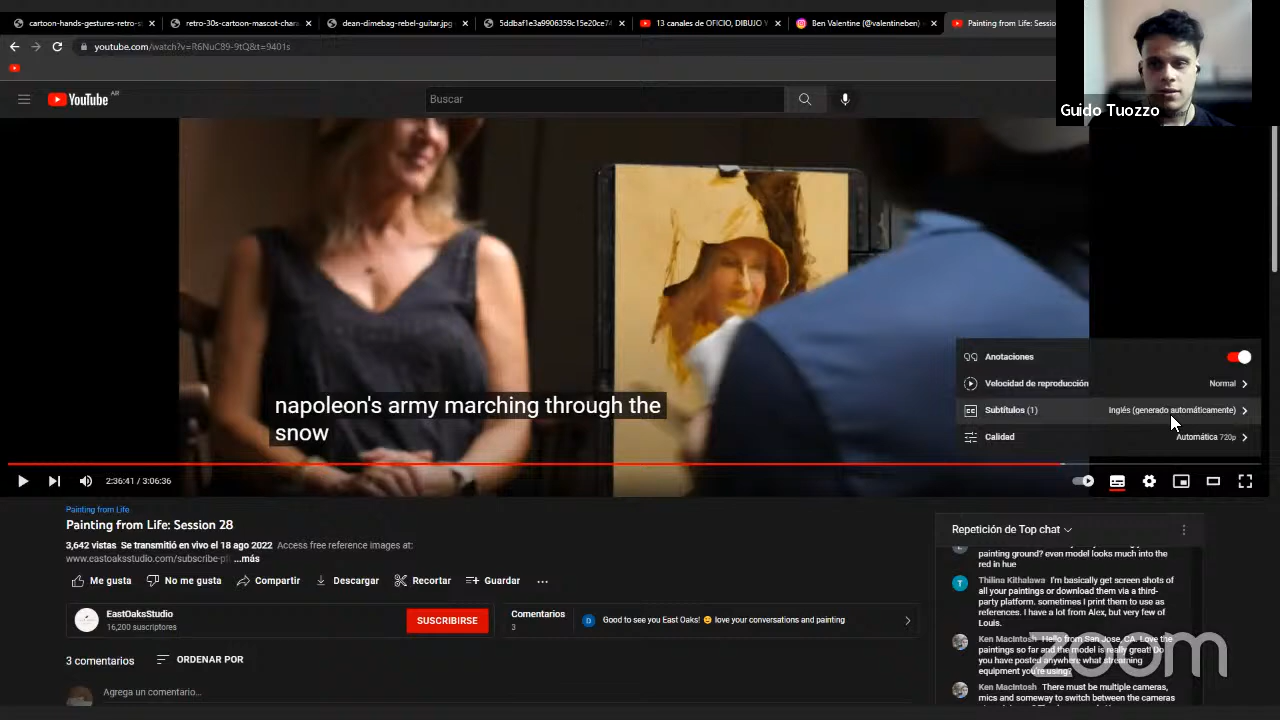 cartoon-hands-gestures-retro-s
retro-30s-cartoon-mascot-chara
dean-dimebag-rebel-guitar.jpg
5ddbaf1e3a9906359c15e20ce74
13 canales de OFICIO, DIBUJO Y
Ben Valentine (@valentineben)
Painting from Life: Sessio
youtube.com/watch?v=R6NuC89-9tQ&t=9401s
Guido Tuozzo
YouTube AR
Buscar
napoleon's army marching through the
snow
Anotaciones
Velocidad de reproducción Normal
Subtítulos (1) Inglés (generado automáticamente)
Calidad Automática 720p
2:36:41 / 3:06:36
Painting from Life
Painting from Life: Session 28
3,642 vistas Se transmitió en vivo el 18 ago 2022 Access free reference images at:
www.eastoaksstudio.com/subscribe-pl ...más
Me gusta No me gusta Compartir Descargar Recortar Guardar ...
EastOaksStudio
16,200 suscriptores
SUSCRIBIRSE
Comentarios
3
Good to see you East Oaks! 😊 love your conversations and painting
3 comentarios ORDENAR POR
Agrega un comentario...
Repetición de Top chat
painting ground? even model looks much into the
red in hue
Thilina Kithalawa I'm basically get screen shots of
all your paintings or download them via a third-
party platform. sometimes I print them to use as
references. I have a lot from Alex, but very few of
Louis.
Ken MacIntosh Hello from San Jose, CA. Love the
paintings so far and the model is really great! Do
you have posted anywhere what streaming
equipment you're using?
Ken MacIntosh There must be multiple cameras,
mics and someway to switch between the cameras
zoom